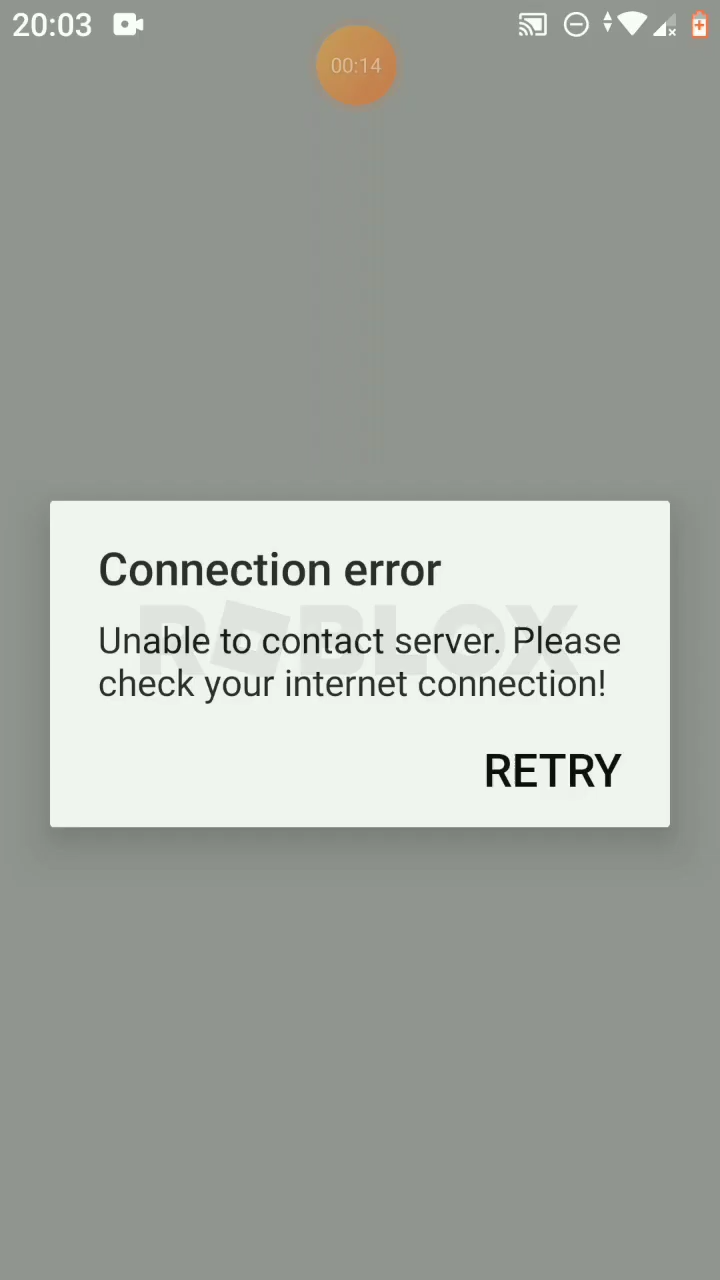 20:03
00:14
Connection error
ROBLOX
Unable to contact server. Please
check your internet connection!
RETRY